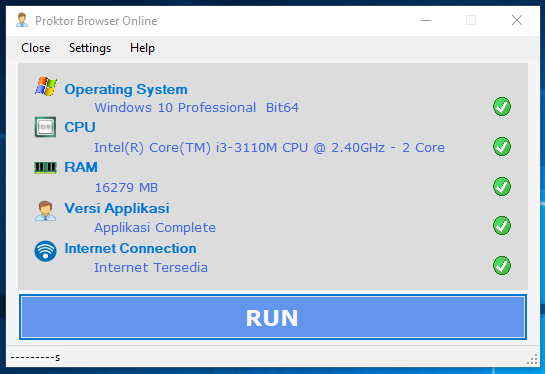 Proktor Browser Online
Close Settings Help
Operating System
Windows 10 Professional Bit64
CPU
Intel(R) Core(TM) i3-3110M CPU @ 2.40GHz - 2 Core
RAM
16279 MB
Versi Applikasi
Applikasi Complete
Internet Connection
Internet Tersedia
RUN
---------s